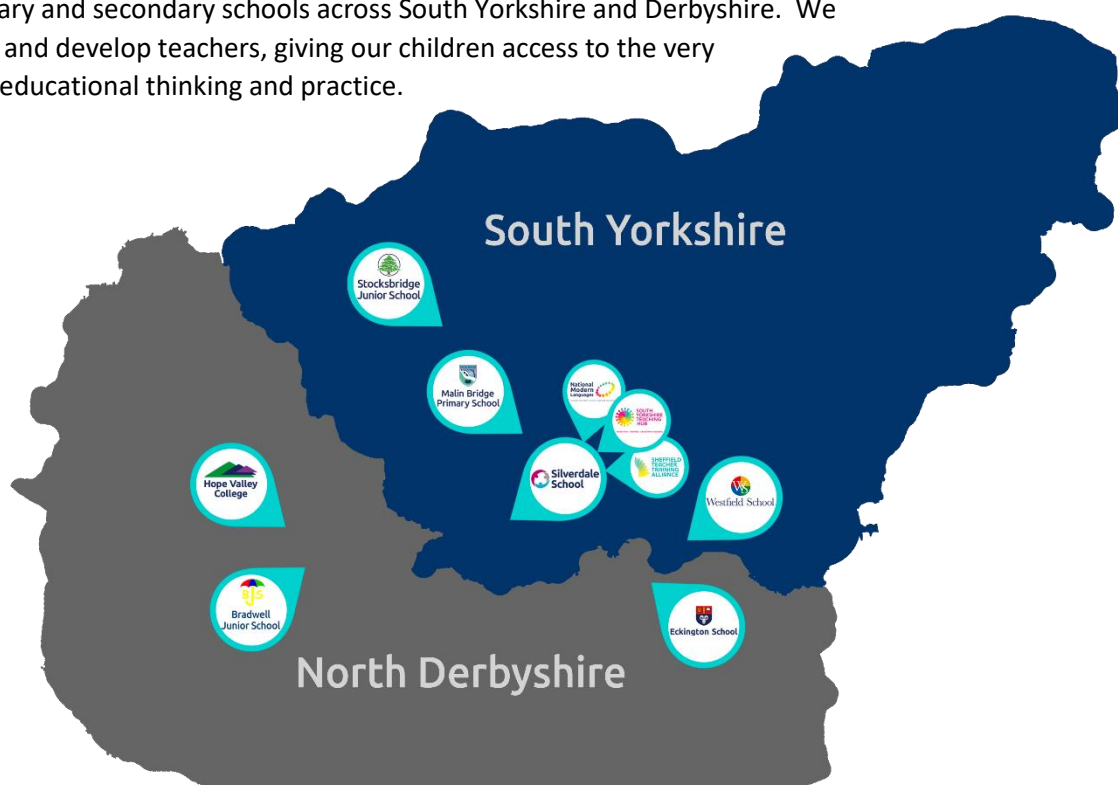 ary and secondary schools across South Yorkshire and Derbyshire.  We
and develop teachers, giving our children access to the very
educational thinking and practice.
South Yorkshire
Stocksbridge
Junior School
Malin Bridge
Primary School
National
Modern
Languages
SOUTH
YORKSHIRE
TEACHING
HUB
SHEFFIELD
TEACHER
TRAINING
ALLIANCE
Silverdale
School
WS
Westfield School
Hope Valley
College
BJS
Bradwell
Junior School
Eckington School
North Derbyshire